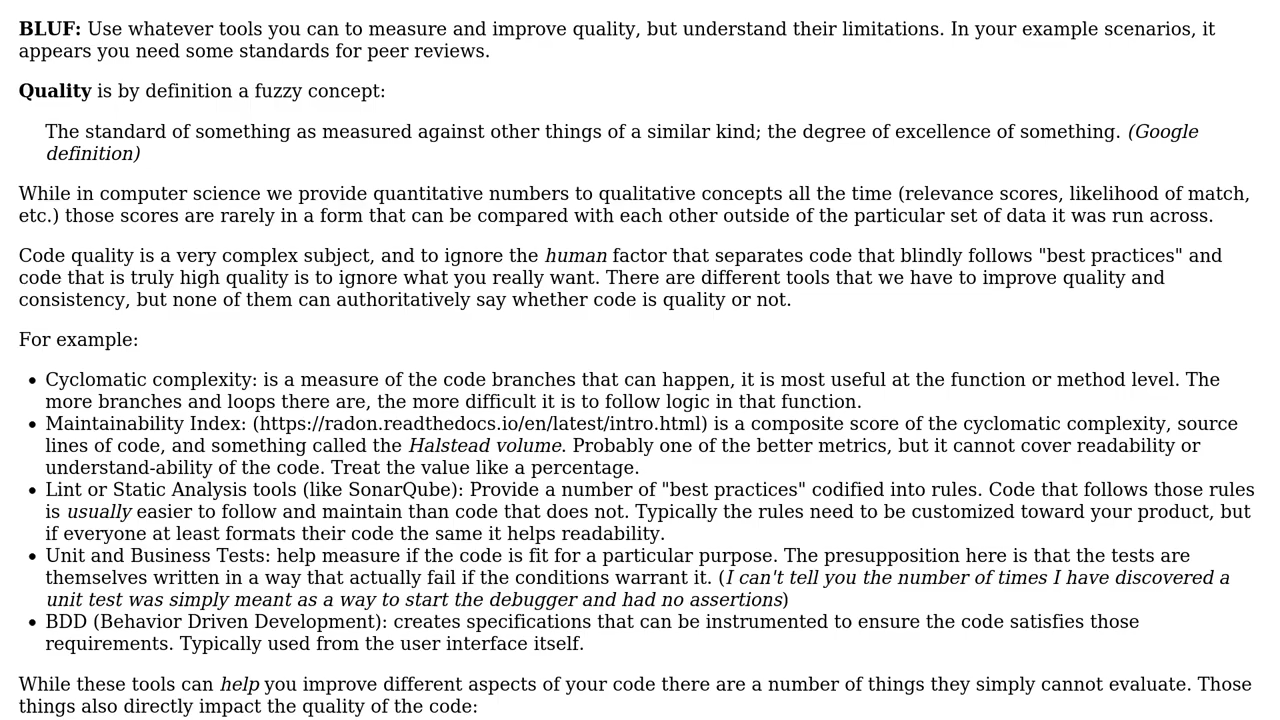 BLUF: Use whatever tools you can to measure and improve quality, but understand their limitations. In your example scenarios, it
appears you need some standards for peer reviews.
Quality is by definition a fuzzy concept:
The standard of something as measured against other things of a similar kind; the degree of excellence of something. (Google
definition)
While in computer science we provide quantitative numbers to qualitative concepts all the time (relevance scores, likelihood of match,
etc.) those scores are rarely in a form that can be compared with each other outside of the particular set of data it was run across.
Code quality is a very complex subject, and to ignore the human factor that separates code that blindly follows "best practices" and
code that is truly high quality is to ignore what you really want. There are different tools that we have to improve quality and
consistency, but none of them can authoritatively say whether code is quality or not.
For example:
• Cyclomatic complexity: is a measure of the code branches that can happen, it is most useful at the function or method level. The
more branches and loops there are, the more difficult it is to follow logic in that function.
• Maintainability Index: (https://radon.readthedocs.io/en/latest/intro.html) is a composite score of the cyclomatic complexity, source
lines of code, and something called the Halstead volume. Probably one of the better metrics, but it cannot cover readability or
understand-ability of the code. Treat the value like a percentage.
• Lint or Static Analysis tools (like SonarQube): Provide a number of "best practices" codified into rules. Code that follows those rules
is usually easier to follow and maintain than code that does not. Typically the rules need to be customized toward your product, but
if everyone at least formats their code the same it helps readability.
• Unit and Business Tests: help measure if the code is fit for a particular purpose. The presupposition here is that the tests are
themselves written in a way that actually fail if the conditions warrant it. (I can't tell you the number of times I have discovered a
unit test was simply meant as a way to start the debugger and had no assertions)
• BDD (Behavior Driven Development): creates specifications that can be instrumented to ensure the code satisfies those
requirements. Typically used from the user interface itself.
While these tools can help you improve different aspects of your code there are a number of things they simply cannot evaluate. Those
things also directly impact the quality of the code: